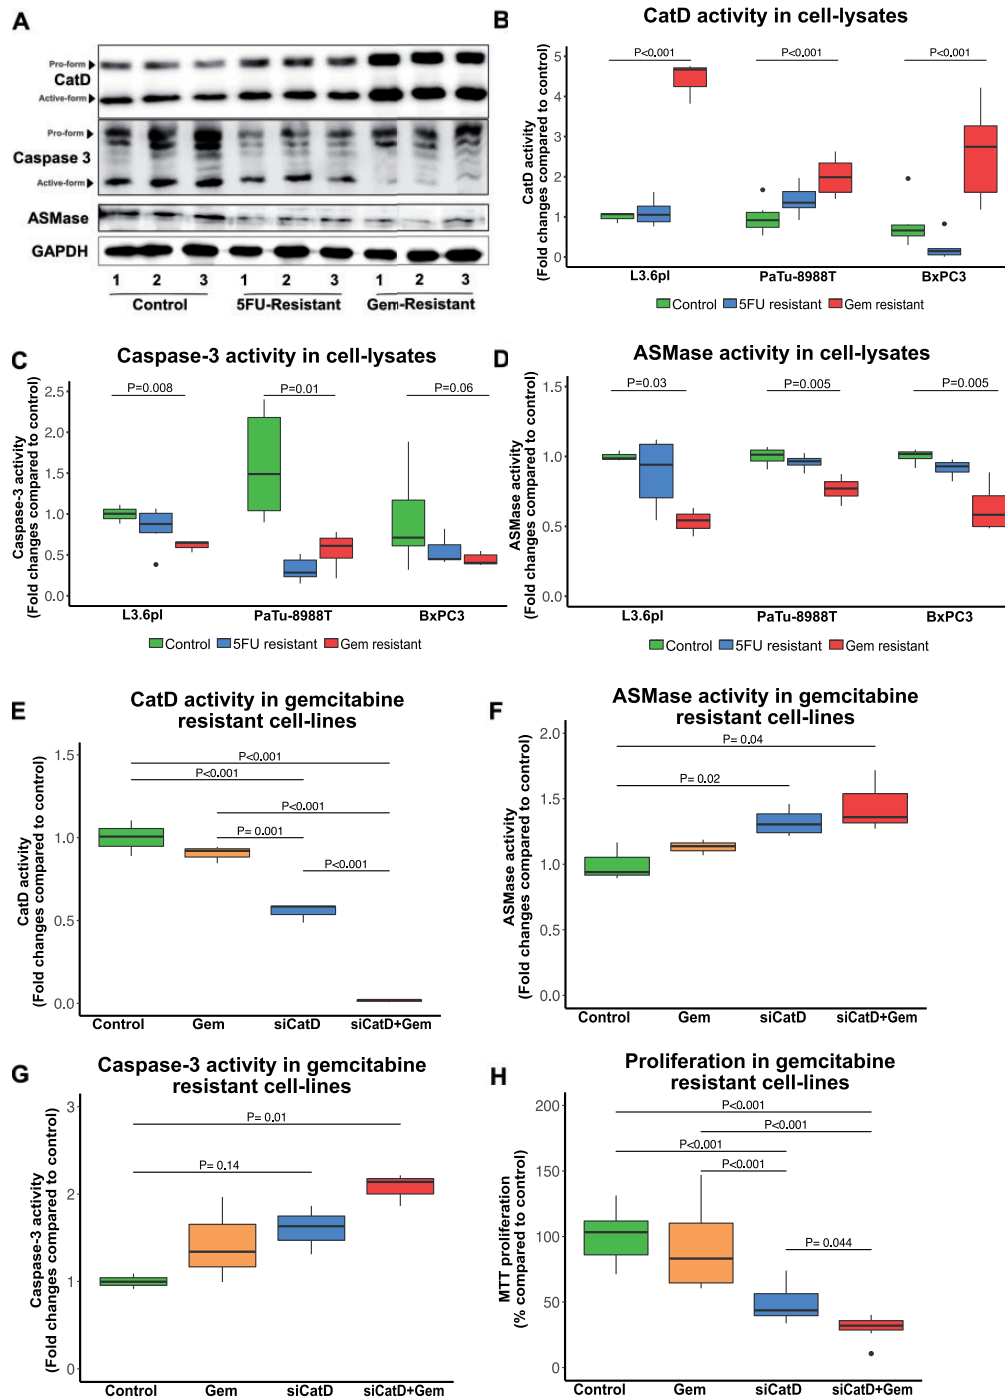 A
Pro-form
CatD
Active-form
Pro-form
Caspase 3
Active-form
ASMase
GAPDH
1 2 3 1 2 3 1 2 3
Control 5FU-Resistant Gem-Resistant
B
CatD activity in cell-lysates
CatD activity
(Fold changes compared to control)
5
4
3
2
1
0
P<0.001 P<0.001 P<0.001
L3.6pl PaTu-8988T BxPC3
Control 5FU resistant Gem resistant
C
Caspase-3 activity in cell-lysates
Caspase-3 activity
(Fold changes compared to control)
2.5
2.0
1.5
1.0
0.5
0.0
P=0.008 P=0.01 P=0.06
L3.6pl PaTu-8988T BxPC3
Control 5FU resistant Gem resistant
D
ASMase activity in cell-lysates
ASMase activity
(Fold changes compared to control)
1.5
1.0
0.5
0.0
P=0.03 P=0.005 P=0.005
L3.6pl PaTu-8988T BxPC3
Control 5FU resistant Gem resistant
E
CatD activity in gemcitabine
resistant cell-lines
CatD activity
(Fold changes compared to control)
1.5
1.0
0.5
0.0
P<0.001
P<0.001
P<0.001
P= 0.001
P<0.001
Control Gem siCatD siCatD+Gem
F
ASMase activity in gemcitabine
resistant cell-lines
ASMase activity
(Fold changes compared to control)
2.0
1.5
1.0
0.5
0.0
P= 0.04
P= 0.02
Control Gem siCatD siCatD+Gem
G
Caspase-3 activity in gemcitabine
resistant cell-lines
Caspase-3 activity
(Fold changes compared to control)
3
2
1
0
P= 0.01
P= 0.14
Control Gem siCatD siCatD+Gem
H
Proliferation in gemcitabine
resistant cell-lines
MTT proliferation
(% compared to control)
200
150
100
50
0
P<0.001
P<0.001
P<0.001
P<0.001
P= 0.044
Control Gem siCatD siCatD+Gem